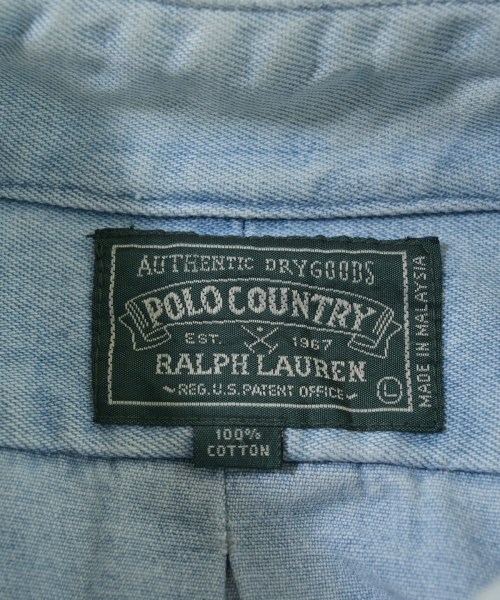 AUTHENTIC DRYGOODS
POLO COUNTRY
EST. 1967
RALPH LAUREN
REG. U.S. PATENT OFFICE
L
MADE IN MALAYSIA
100%
COTTON